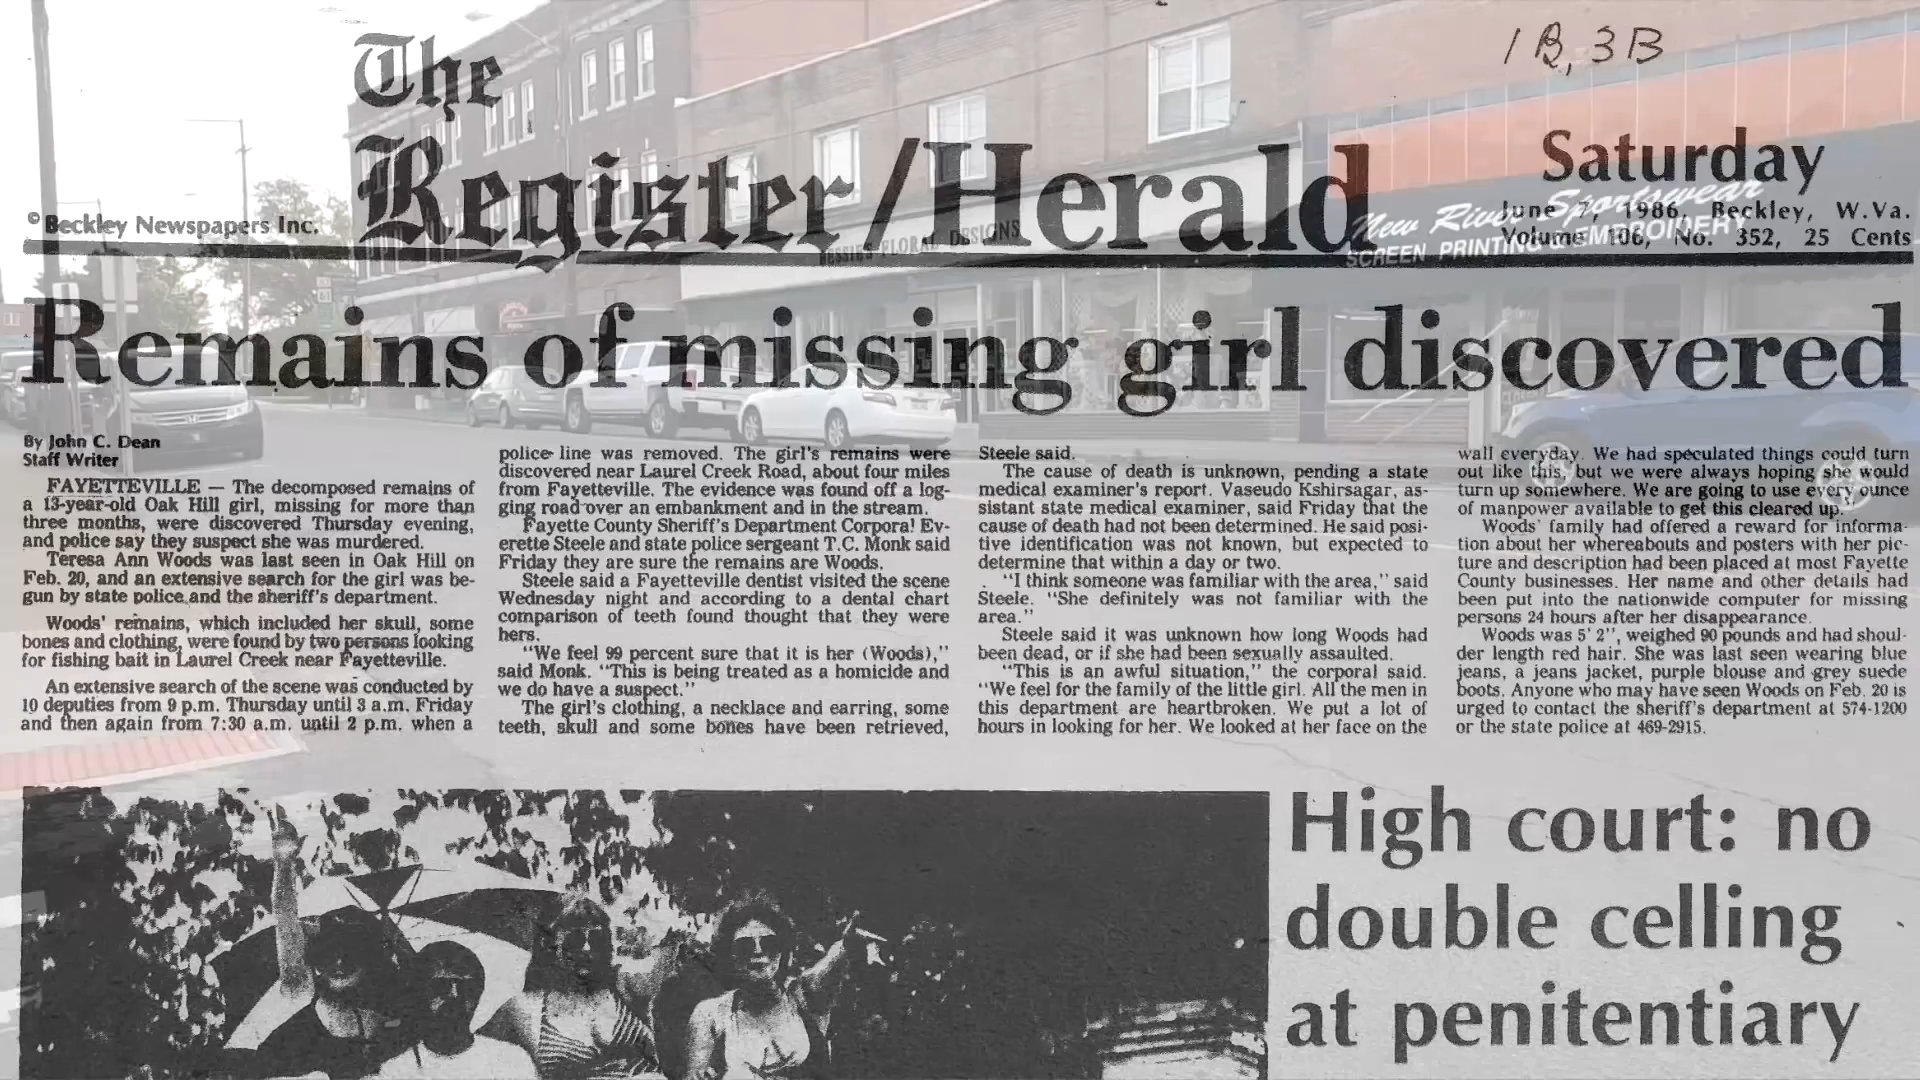 1B, 3B
The
Register/Herald
Saturday
© Beckley Newspapers Inc.
June 7, 1986, Beckley, W.Va.
Volume 106, No. 352, 25 Cents
BESSIE'S FLORAL DESIGNS
New River Sportswear
SCREEN PRINTING EMBROIDERY
Remains of missing girl discovered
By John C. Dean
Staff Writer
FAYETTEVILLE — The decomposed remains of
a 13-year-old Oak Hill girl, missing for more than
three months, were discovered Thursday evening,
and police say they suspect she was murdered.
Teresa Ann Woods was last seen in Oak Hill on
Feb. 20, and an extensive search for the girl was be-
gun by state police and the sheriff's department.
Woods' remains, which included her skull, some
bones and clothing, were found by two persons looking
for fishing bait in Laurel Creek near Fayetteville.
An extensive search of the scene was conducted by
10 deputies from 9 p.m. Thursday until 3 a.m. Friday
and then again from 7:30 a.m. until 2 p.m. when a
police line was removed. The girl's remains were
discovered near Laurel Creek Road, about four miles
from Fayetteville. The evidence was found off a log-
ging road over an embankment and in the stream.
Fayette County Sheriff's Department Corporal Ev-
erette Steele and state police sergeant T.C. Monk said
Friday they are sure the remains are Woods.
Steele said a Fayetteville dentist visited the scene
Wednesday night and according to a dental chart
comparison of teeth found thought that they were
hers.
"We feel 99 percent sure that it is her (Woods),"
said Monk. "This is being treated as a homicide and
we do have a suspect."
The girl's clothing, a necklace and earring, some
teeth, skull and some bones have been retrieved,
Steele said.
The cause of death is unknown, pending a state
medical examiner's report. Vaseudo Kshirsagar, as-
sistant state medical examiner, said Friday that the
cause of death had not been determined. He said posi-
tive identification was not known, but expected to
determine that within a day or two.
"I think someone was familiar with the area," said
Steele. "She definitely was not familiar with the
area."
Steele said it was unknown how long Woods had
been dead, or if she had been sexually assaulted.
"This is an awful situation," the corporal said.
"We feel for the family of the little girl. All the men in
this department are heartbroken. We put a lot of
hours in looking for her. We looked at her face on the
wall everyday. We had speculated things could turn
out like this, but we were always hoping she would
turn up somewhere. We are going to use every ounce
of manpower available to get this cleared up."
Woods' family had offered a reward for informa-
tion about her whereabouts and posters with her pic-
ture and description had been placed at most Fayette
County businesses. Her name and other details had
been put into the nationwide computer for missing
persons 24 hours after her disappearance.
Woods was 5' 2", weighed 90 pounds and had shoul-
der length red hair. She was last seen wearing blue
jeans, a jeans jacket, purple blouse and grey suede
boots. Anyone who may have seen Woods on Feb. 20 is
urged to contact the sheriff's department at 574-1200
or the state police at 469-2915.
High court: no
double celling
at penitentiary